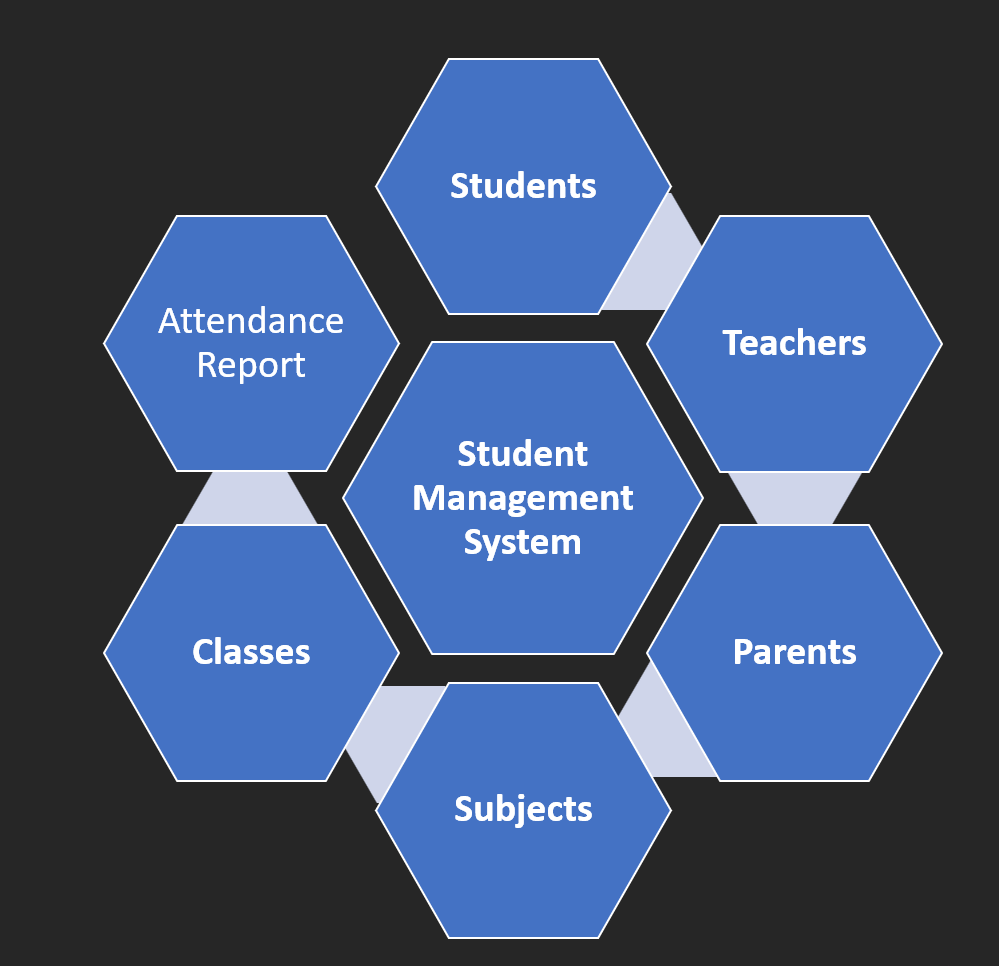 Students
Attendance
Report
Teachers
Student
Management
System
Classes
Parents
Subjects